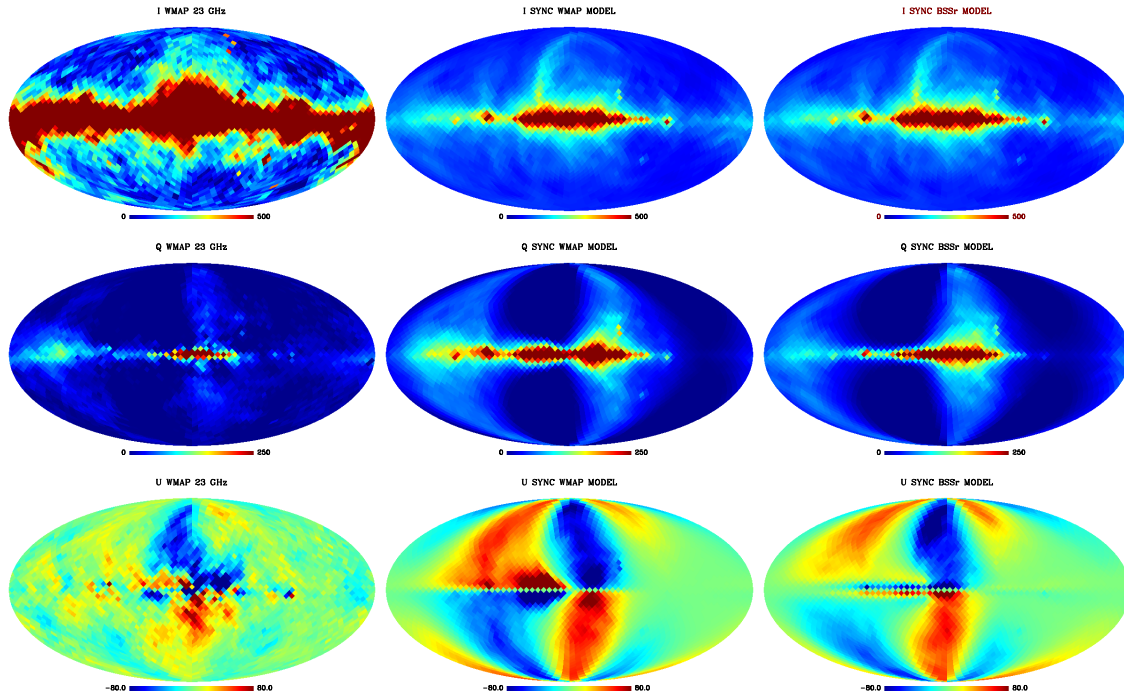 I WMAP 23 GHz
I SYNC WMAP MODEL
I SYNC BSSr MODEL
0 500
0 500
0 500
Q WMAP 23 GHz
Q SYNC WMAP MODEL
Q SYNC BSSr MODEL
0 250
0 250
0 250
U WMAP 23 GHz
U SYNC WMAP MODEL
U SYNC BSSr MODEL
-80.0 80.0
-80.0 80.0
-80.0 80.0